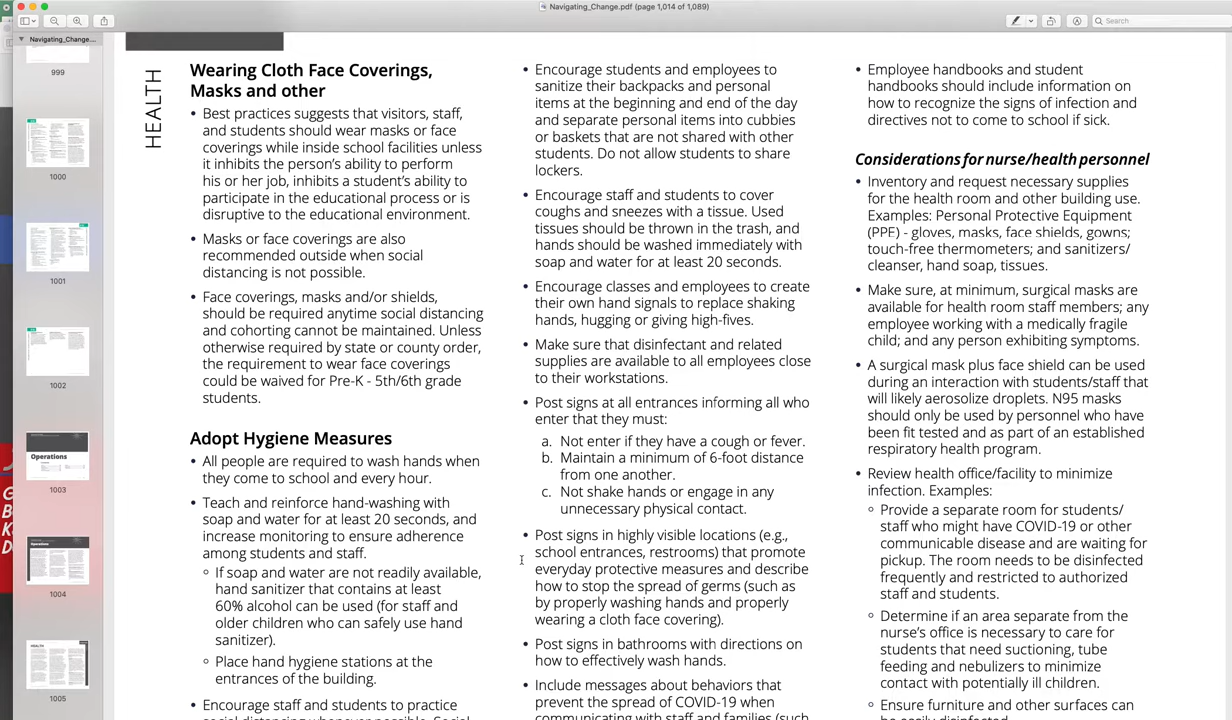 Navigating_Change.pdf (page 1,014 of 1,089)
Search
Navigating_Change....
999
1000
1001
1002
1003
Operations
1004
1005
HEALTH
Wearing Cloth Face Coverings,
Masks and other
• Best practices suggests that visitors, staff,
and students should wear masks or face
coverings while inside school facilities unless
it inhibits the person's ability to perform
his or her job, inhibits a student's ability to
participate in the educational process or is
disruptive to the educational environment.
• Masks or face coverings are also
recommended outside when social
distancing is not possible.
• Face coverings, masks and/or shields,
should be required anytime social distancing
and cohorting cannot be maintained. Unless
otherwise required by state or county order,
the requirement to wear face coverings
could be waived for Pre-K - 5th/6th grade
students.
Adopt Hygiene Measures
• All people are required to wash hands when
they come to school and every hour.
• Teach and reinforce hand-washing with
soap and water for at least 20 seconds, and
increase monitoring to ensure adherence
among students and staff.
° If soap and water are not readily available,
hand sanitizer that contains at least
60% alcohol can be used (for staff and
older children who can safely use hand
sanitizer).
° Place hand hygiene stations at the
entrances of the building.
• Encourage staff and students to practice
social distancing whenever possible. Social
• Encourage students and employees to
sanitize their backpacks and personal
items at the beginning and end of the day
and separate personal items into cubbies
or baskets that are not shared with other
students. Do not allow students to share
lockers.
• Encourage staff and students to cover
coughs and sneezes with a tissue. Used
tissues should be thrown in the trash, and
hands should be washed immediately with
soap and water for at least 20 seconds.
• Encourage classes and employees to create
their own hand signals to replace shaking
hands, hugging or giving high-fives.
• Make sure that disinfectant and related
supplies are available to all employees close
to their workstations.
• Post signs at all entrances informing all who
enter that they must:
a. Not enter if they have a cough or fever.
b. Maintain a minimum of 6-foot distance
from one another.
c. Not shake hands or engage in any
unnecessary physical contact.
• Post signs in highly visible locations (e.g.,
school entrances, restrooms) that promote
everyday protective measures and describe
how to stop the spread of germs (such as
by properly washing hands and properly
wearing a cloth face covering).
• Post signs in bathrooms with directions on
how to effectively wash hands.
• Include messages about behaviors that
prevent the spread of COVID-19 when
communicating with staff and families (such
• Employee handbooks and student
handbooks should include information on
how to recognize the signs of infection and
directives not to come to school if sick.
Considerations for nurse/health personnel
• Inventory and request necessary supplies
for the health room and other building use.
Examples: Personal Protective Equipment
(PPE) - gloves, masks, face shields, gowns;
touch-free thermometers; and sanitizers/
cleanser, hand soap, tissues.
• Make sure, at minimum, surgical masks are
available for health room staff members; any
employee working with a medically fragile
child; and any person exhibiting symptoms.
• A surgical mask plus face shield can be used
during an interaction with students/staff that
will likely aerosolize droplets. N95 masks
should only be used by personnel who have
been fit tested and as part of an established
respiratory health program.
• Review health office/facility to minimize
infection. Examples:
° Provide a separate room for students/
staff who might have COVID-19 or other
communicable disease and are waiting for
pickup. The room needs to be disinfected
frequently and restricted to authorized
staff and students.
° Determine if an area separate from the
nurse's office is necessary to care for
students that need suctioning, tube
feeding and nebulizers to minimize
contact with potentially ill children.
° Ensure furniture and other surfaces can
be easily disinfected.